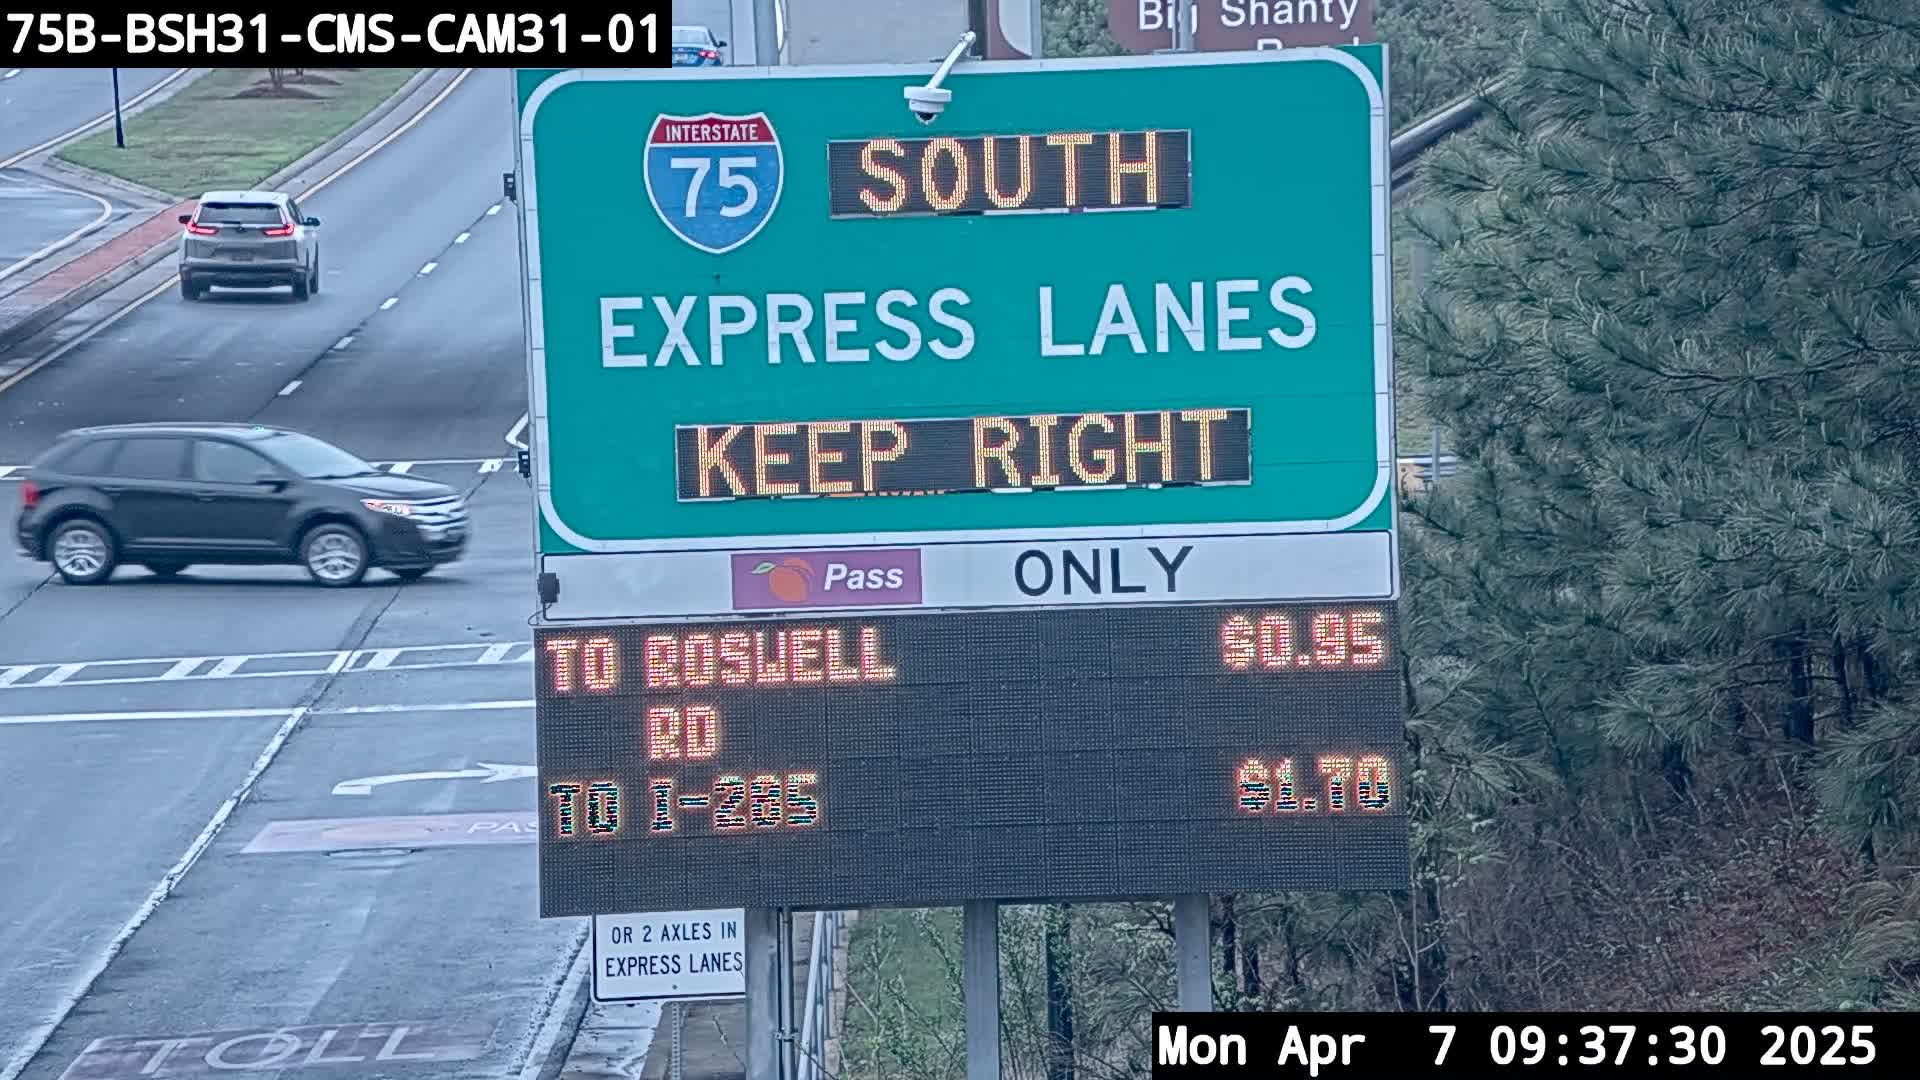 75B-BSH31-CMS-CAM31-01
Big Shanty
Road
INTERSTATE
75
SOUTH
EXPRESS LANES
KEEP RIGHT
Pass ONLY
TO ROSWELL $0.95
RD
TO I-285 $1.70
PAS
OR 2 AXLES IN
EXPRESS LANES
TOLL
Mon Apr 7 09:37:30 2025